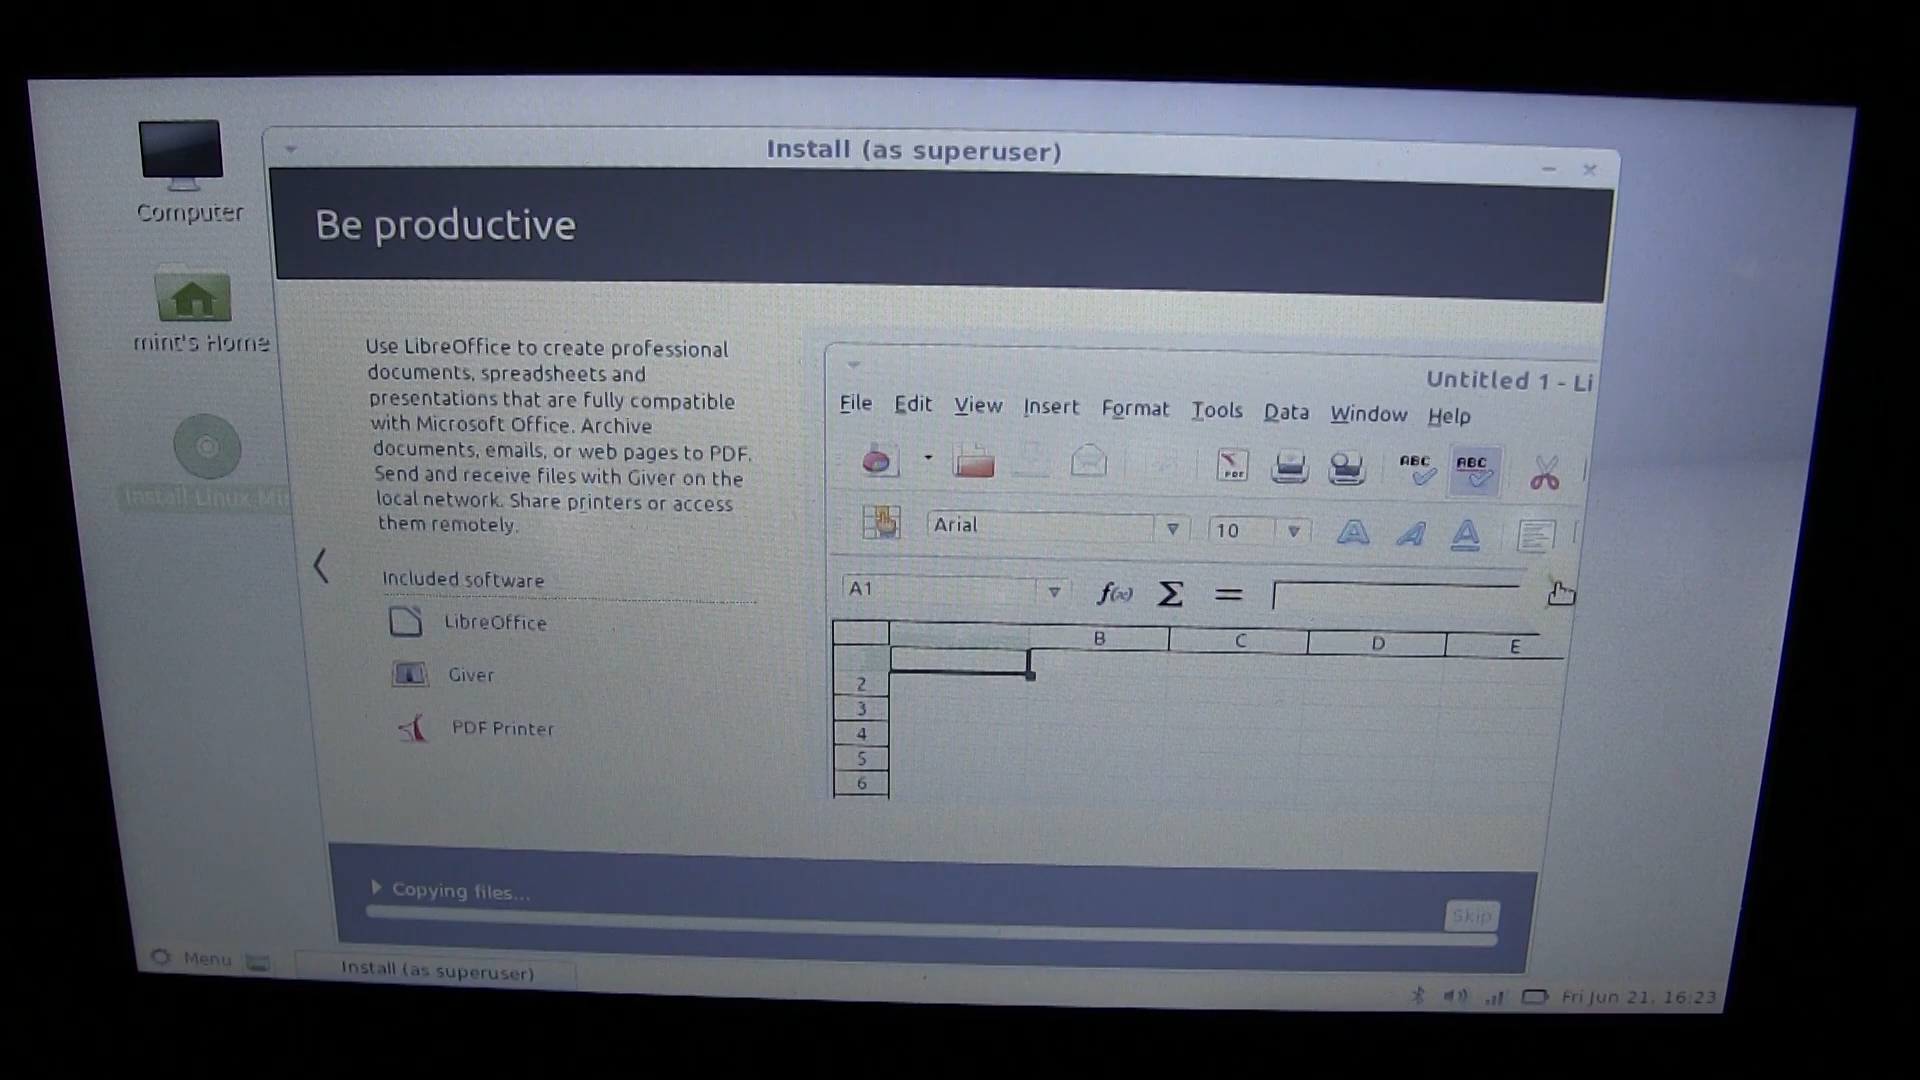 Install (as superuser)
Computer
Be productive
mint's Home
Use LibreOffice to create professional
documents, spreadsheets and
presentations that are fully compatible
with Microsoft Office. Archive
documents, emails, or web pages to PDF.
Send and receive files with Giver on the
local network. Share printers or access
them remotely.
Install Linux Mi
Included software
LibreOffice
Giver
PDF Printer
Untitled 1 - Li
File Edit View Insert Format Tools Data Window Help
PDF ABC ABC
Arial 10
A1 f(x) Σ =
B C D E
2
3
4
5
6
Copying files...
Skip
Menu Install (as superuser)
Fri Jun 21, 16:23